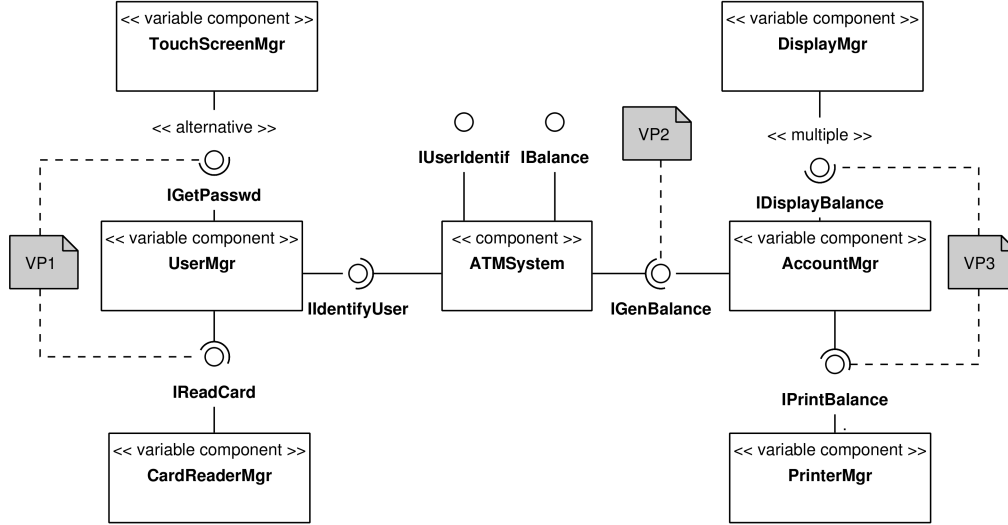 << variable component >>
TouchScreenMgr
<< variable component >>
DisplayMgr
<< alternative >>
<< multiple >>
VP2
IUserIdentif
IBalance
IGetPasswd
IDisplayBalance
<< variable component >>
UserMgr
<< component >>
ATMSystem
<< variable component >>
AccountMgr
VP1
VP3
IIdentifyUser
IGenBalance
IReadCard
IPrintBalance
<< variable component >>
CardReaderMgr
<< variable component >>
PrinterMgr